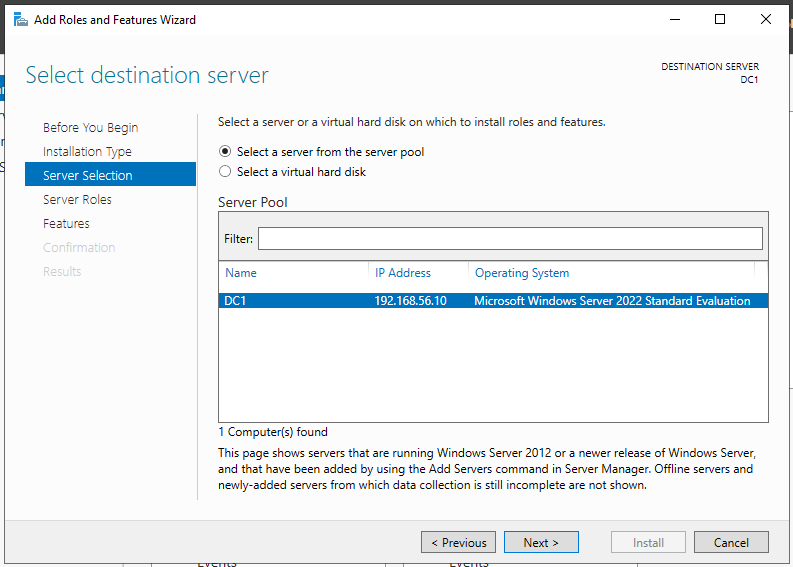 Add Roles and Features Wizard
Select destination server
DESTINATION SERVER
DC1
Before You Begin
Installation Type
Server Selection
Server Roles
Features
Confirmation
Results
Select a server or a virtual hard disk on which to install roles and features.
Select a server from the server pool
Select a virtual hard disk
Server Pool
Filter:
Name IP Address Operating System
DC1 192.168.56.10 Microsoft Windows Server 2022 Standard Evaluation
1 Computer(s) found
This page shows servers that are running Windows Server 2012 or a newer release of Windows Server,
and that have been added by using the Add Servers command in Server Manager. Offline servers and
newly-added servers from which data collection is still incomplete are not shown.
< Previous Next > Install Cancel
Events Events